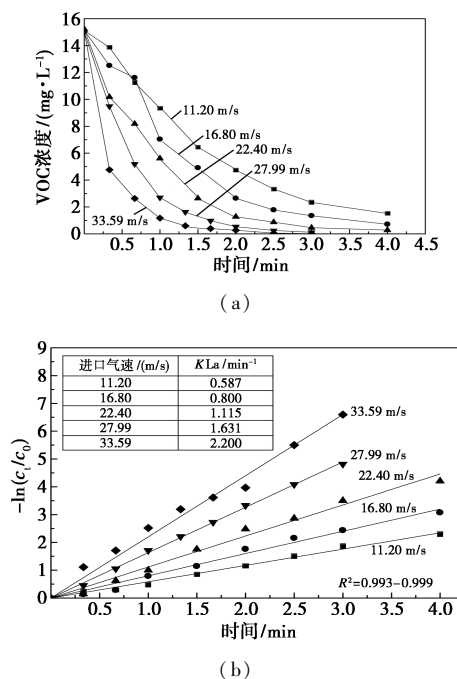 16
14
12
10
8
6
4
2
0
VOC浓度/(mg·L⁻¹)
11.20 m/s
16.80 m/s
22.40 m/s
27.99 m/s
33.59 m/s
0.5 1.0 1.5 2.0 2.5 3.0 3.5 4.0 4.5
时间/min
(a)
9
8
7
6
5
4
3
2
1
0
-ln(cₜ/c₀)
进口气速/(m/s) KLa/min⁻¹
11.20 0.587
16.80 0.800
22.40 1.115
27.99 1.631
33.59 2.200
33.59 m/s
27.99 m/s
22.40 m/s
16.80 m/s
11.20 m/s
R²=0.993-0.999
0.5 1.0 1.5 2.0 2.5 3.0 3.5 4.0
时间/min
(b)